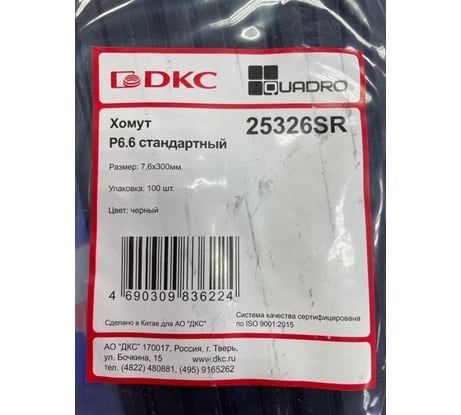 DKC QUADRO
Хомут 25326SR
Р6.6 стандартный
Размер: 7,6х300мм.
Упаковка: 100 шт.
Цвет: черный
4 690309 836224
Сделано в Китае для АО "ДКС"
Система качества сертифицирована
по ISO 9001:2015
АО "ДКС" 170017, Россия, г. Тверь,
ул. Бочкина, 15 www.dkc.ru
тел. (4822) 480881, (495) 9165262